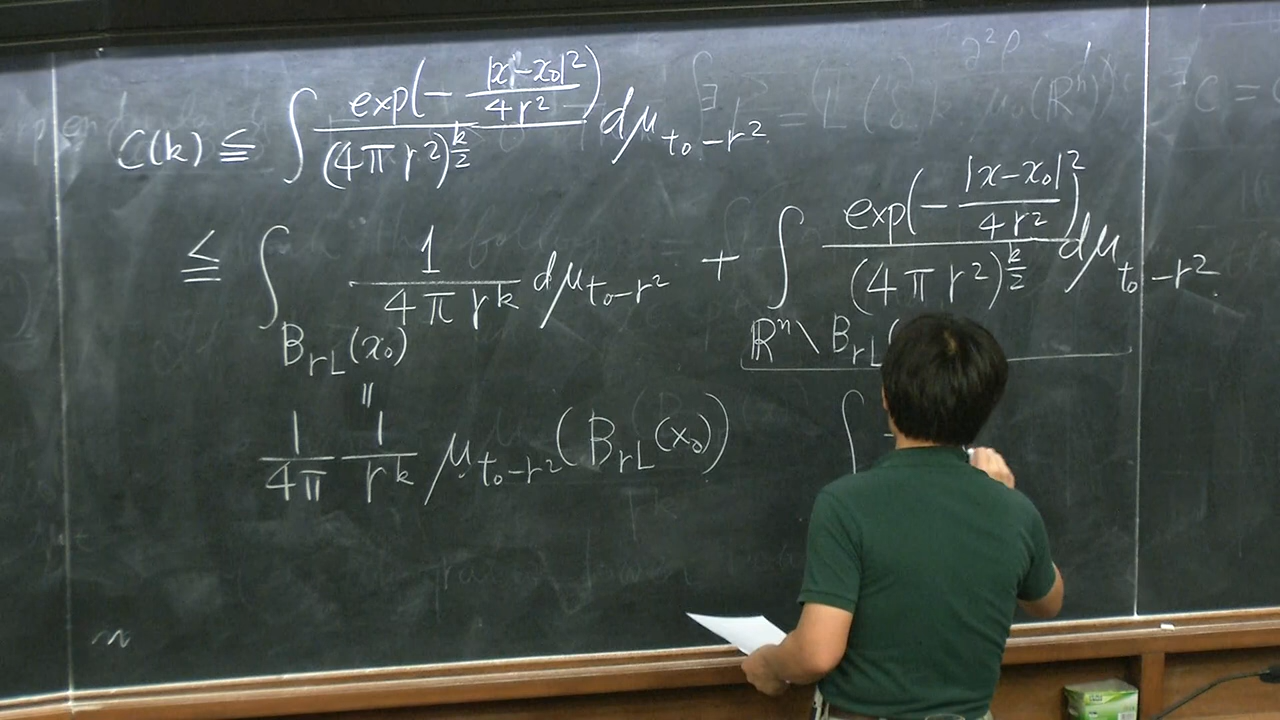 C(k) ≦ ∫ exp(−|x−x₀|²/4r²)/(4πr²)^{k/2} dμ_{t₀−r²}
≦ ∫_{B_{rL}(x₀)} 1/(4πr^k) dμ_{t₀−r²} + ∫_{ℝⁿ∖B_{rL}(} exp(−|x−x₀|²/4r²)/(4πr²)^{k/2} dμ_{t₀−r²}.
=
1/4π 1/r^k μ_{t₀−r²}(B_{rL}(x₀)) ∫